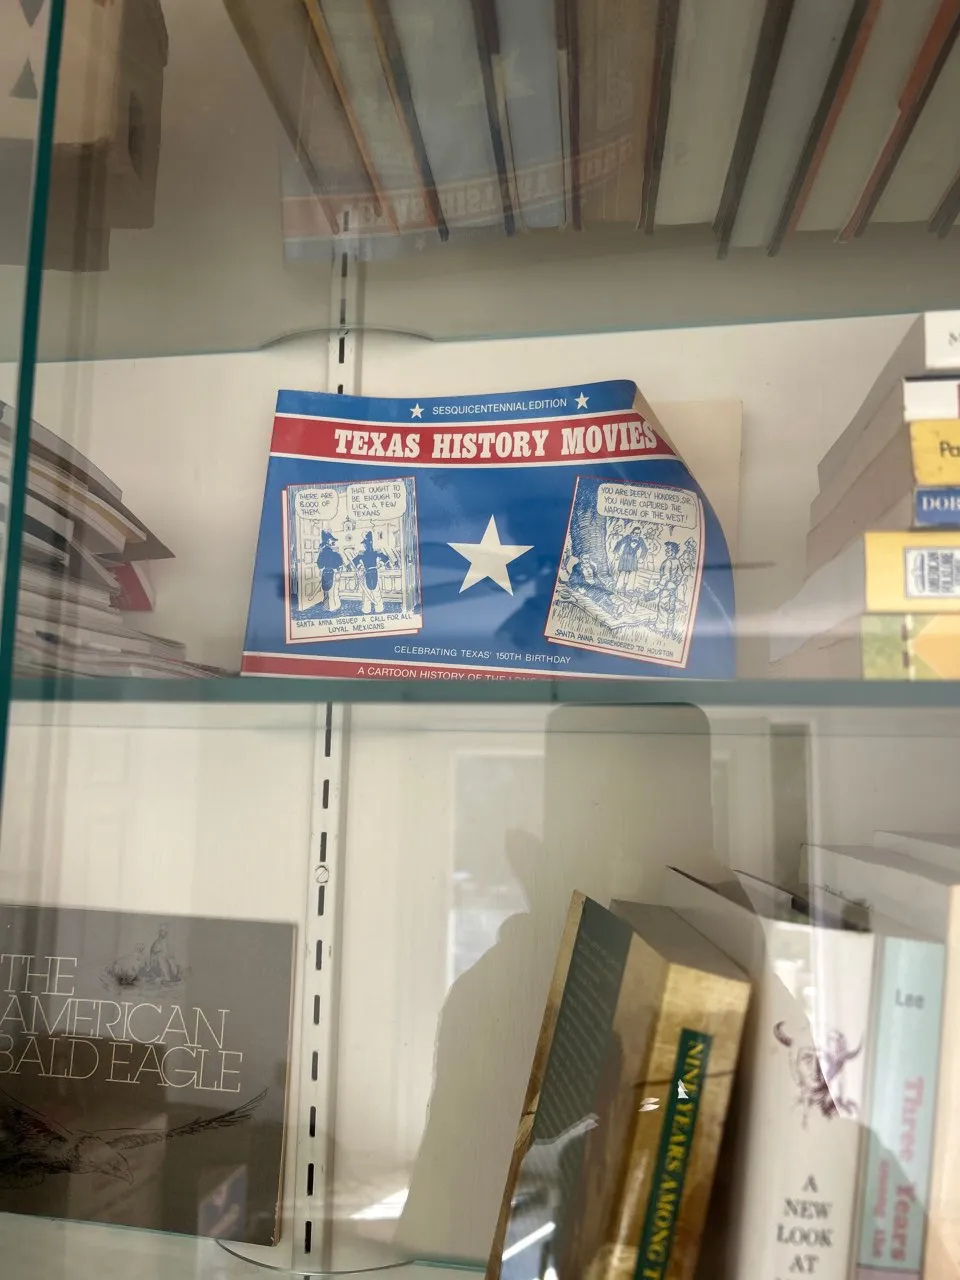 SESQUICENTENNIAL EDITION
TEXAS HISTORY MOVIES
THERE ARE
8,000 OF
THEM
THAT OUGHT TO
BE ENOUGH TO
LICK A FEW
TEXANS
SANTA ANNA ISSUED A CALL FOR ALL
LOYAL MEXICANS.
YOU ARE DEEPLY HONORED, SIR,
YOU HAVE CAPTURED THE
NAPOLEON OF THE WEST!
SANTA ANNA SURRENDERED TO HOUSTON
CELEBRATING TEXAS' 150TH BIRTHDAY
A CARTOON HISTORY OF THE
THE
AMERICAN
BALD EAGLE
NINE YEARS AMONG
A
NEW
LOOK
AT
Lee
Three Years